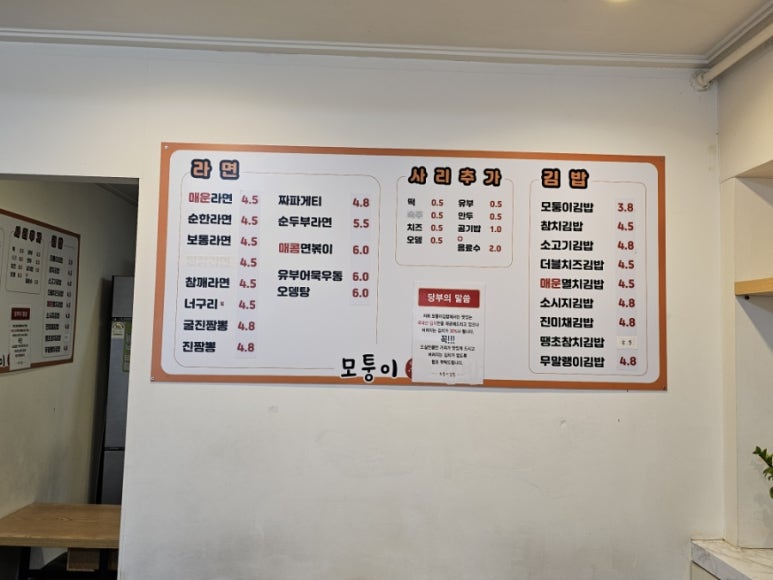 라면
매운라면 4.5
순한라면 4.5
보통라면 4.5
4.5
참깨라면 4.5
너구리 4.5
굴진짬뽕 4.8
진짬뽕 4.8
짜파게티 4.8
순두부라면 5.5
매콤면볶이 6.0
유부어묵우동 6.0
오뎅탕 6.0
사리추가
떡 0.5
숙주 0.5
치즈 0.5
오뎅 0.5
유부 0.5
만두 0.5
공기밥 1.0
음료수 2.0
당부의 말씀
꼭!!!
김밥
모퉁이김밥 3.8
참치김밥 4.5
소고기김밥 4.8
더블치즈김밥 4.5
매운멸치김밥 4.5
소시지김밥 4.8
진미채김밥 4.8
땡초참치김밥
무말랭이김밥 4.8
모퉁이